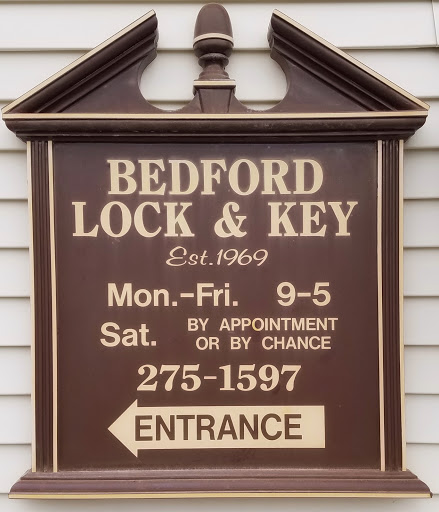 BEDFORD
LOCK & KEY
Est.1969
Mon.-Fri. 9-5
Sat. BY APPOINTMENT
OR BY CHANCE
275-1597
ENTRANCE